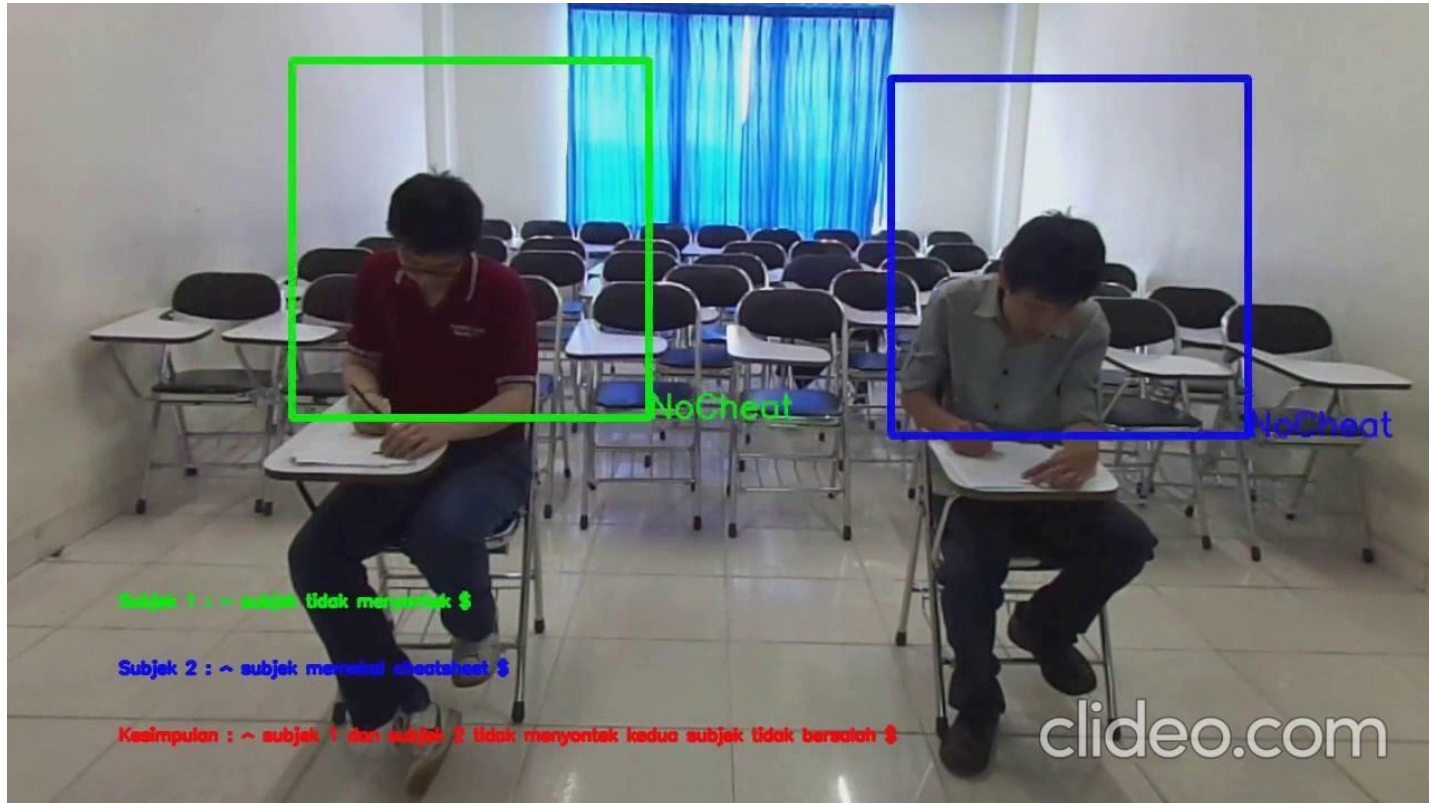 NoCheat
NoCheat
Subjek 1 : ~ subjek tidak menyontek $
Subjek 2 : ~ subjek memakai cheatsheet $
Kesimpulan : ~ subjek 1 dan subjek 2 tidak menyontek kedua subjek tidak bersalah $
clideo.com